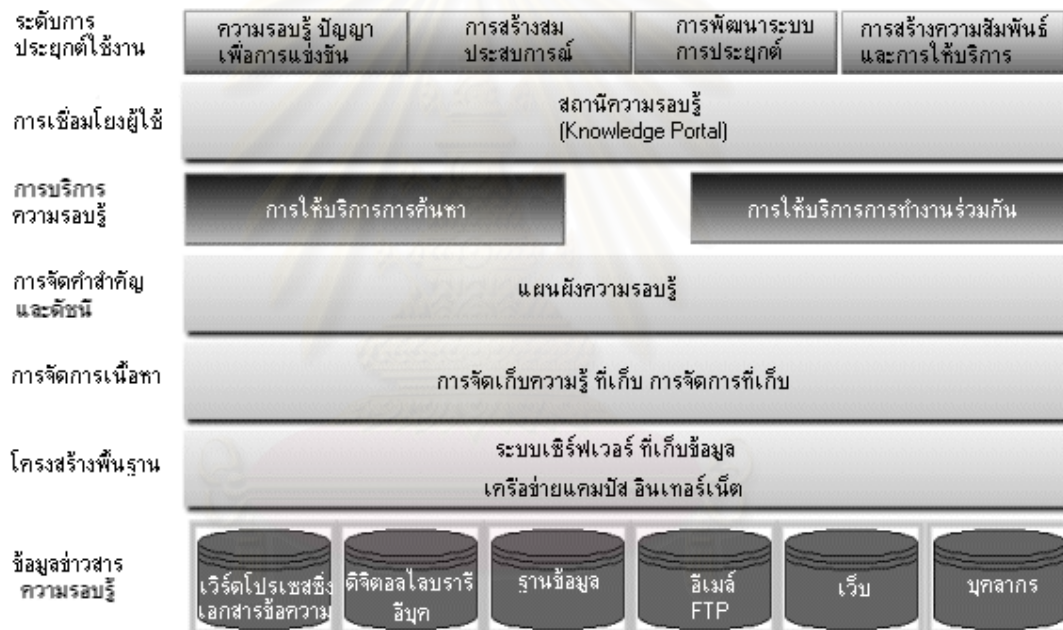 ระดับการ
ประยุกต์ใช้งาน
ความรอบรู้ ปัญญา
เพื่อการแข่งขัน
การสร้างสม
ประสบการณ์
การพัฒนาระบบ
การประยุกต์
การสร้างความสัมพันธ์
และการให้บริการ
การเชื่อมโยงผู้ใช้
สถานีความรอบรู้
(Knowledge Portal)
การบริการ
ความรอบรู้
การให้บริการการค้นหา
การให้บริการการทำงานร่วมกัน
การจัดคำสำคัญ
และดัชนี
แผนผังความรอบรู้
การจัดการเนื้อหา
การจัดเก็บความรู้ ที่เก็บ การจัดการที่เก็บ
โครงสร้างพื้นฐาน
ระบบเซิร์ฟเวอร์ ที่เก็บข้อมูล
เครือข่ายแคมปัส อินเทอร์เน็ต
ข้อมูลข่าวสาร
ความรอบรู้
เวิร์ดโปรเซสซิ่ง
เอกสารข้อความ
ดิจิตอลไลบรารี
อีบุค
ฐานข้อมูล
อีเมล์
FTP
เว็บ
บุคลากร